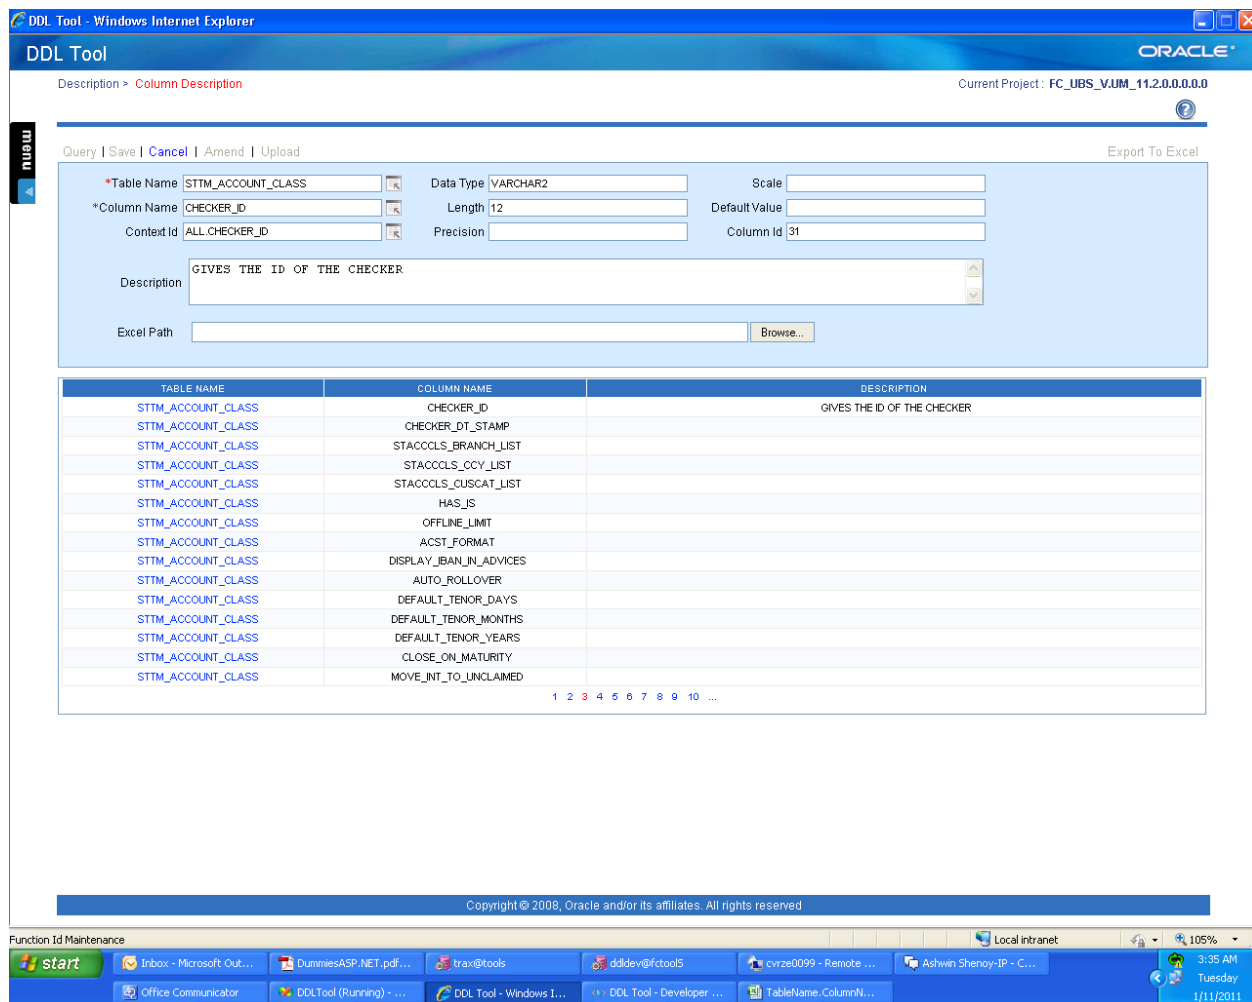 DDL Tool - Windows Internet Explorer
DDL Tool
ORACLE
Description > Column Description
Current Project : FC_UBS_V.UM_11.2.0.0.0.0.0
menu
Query | Save | Cancel | Amend | Upload
Export To Excel
*Table Name STTM_ACCOUNT_CLASS Data Type VARCHAR2 Scale
*Column Name CHECKER_ID Length 12 Default Value
Context Id ALL.CHECKER_ID Precision Column Id 31
Description GIVES THE ID OF THE CHECKER
Excel Path Browse...
TABLE NAME COLUMN NAME DESCRIPTION
STTM_ACCOUNT_CLASS CHECKER_ID GIVES THE ID OF THE CHECKER
STTM_ACCOUNT_CLASS CHECKER_DT_STAMP
STTM_ACCOUNT_CLASS STACCCLS_BRANCH_LIST
STTM_ACCOUNT_CLASS STACCCLS_CCY_LIST
STTM_ACCOUNT_CLASS STACCCLS_CUSCAT_LIST
STTM_ACCOUNT_CLASS HAS_IS
STTM_ACCOUNT_CLASS OFFLINE_LIMIT
STTM_ACCOUNT_CLASS ACST_FORMAT
STTM_ACCOUNT_CLASS DISPLAY_IBAN_IN_ADVICES
STTM_ACCOUNT_CLASS AUTO_ROLLOVER
STTM_ACCOUNT_CLASS DEFAULT_TENOR_DAYS
STTM_ACCOUNT_CLASS DEFAULT_TENOR_MONTHS
STTM_ACCOUNT_CLASS DEFAULT_TENOR_YEARS
STTM_ACCOUNT_CLASS CLOSE_ON_MATURITY
STTM_ACCOUNT_CLASS MOVE_INT_TO_UNCLAIMED
1 2 3 4 5 6 7 8 9 10 ...
Copyright © 2008, Oracle and/or its affiliates. All rights reserved
Function Id Maintenance
Local intranet
105%
start
Inbox - Microsoft Out...
DummiesASP.NET.pdf...
trax@tools
ddldev@fctool5
cvrze0099 - Remote ...
Ashwin Shenoy-IP - C...
3:35 AM
Office Communicator
DDLTool (Running) - ...
DDL Tool - Windows I...
DDL Tool - Developer ...
TableName.ColumnN...
Tuesday
1/11/2011